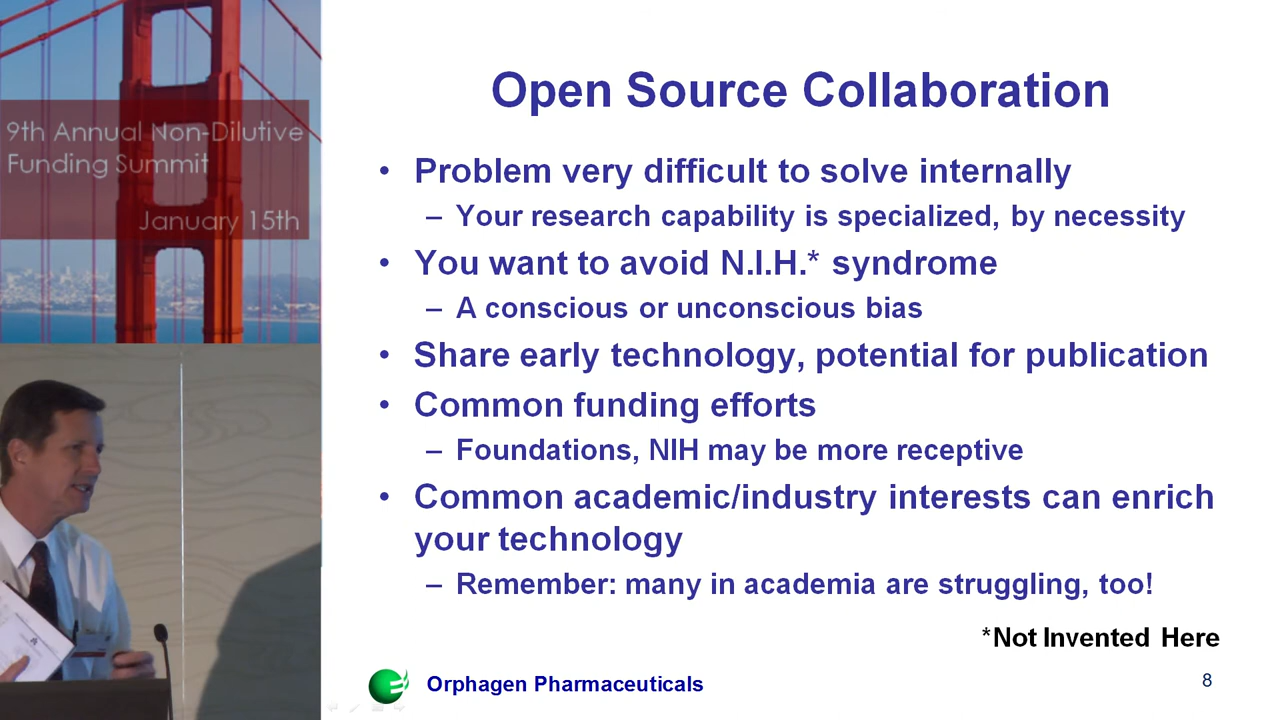 9th Annual Non-Dilutive
Funding Summit
January 15th
Open Source Collaboration
• Problem very difficult to solve internally
– Your research capability is specialized, by necessity
• You want to avoid N.I.H.* syndrome
– A conscious or unconscious bias
• Share early technology, potential for publication
• Common funding efforts
– Foundations, NIH may be more receptive
• Common academic/industry interests can enrich
your technology
– Remember: many in academia are struggling, too!
*Not Invented Here
Orphagen Pharmaceuticals
8